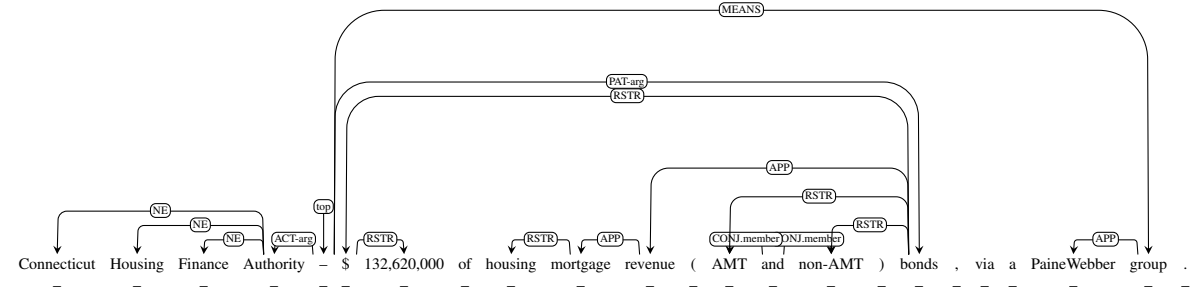 MEANS
PAT-arg
RSTR
APP
RSTR
NE
top
NE
RSTR
NE ACT-arg RSTR RSTR APP CONJ.member ONJ.member APP
Connecticut Housing Finance Authority – $ 132,620,000 of housing mortgage revenue ( AMT and non-AMT ) bonds , via a PaineWebber group .
_ _ _ _ _ _ _ _ _ _ _ _ _ _ _ _ _ _ _ _ _ _ _